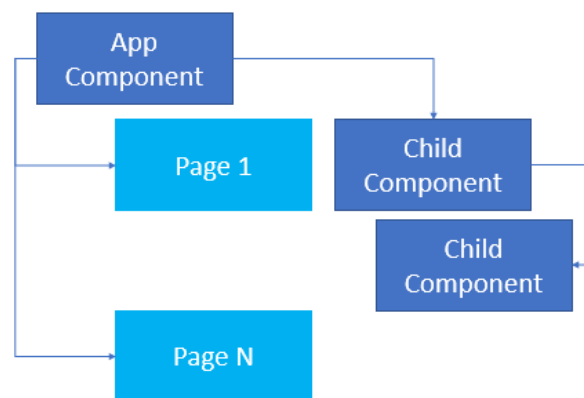 App
Component
Page 1
Child
Component
Child
Component
Page N